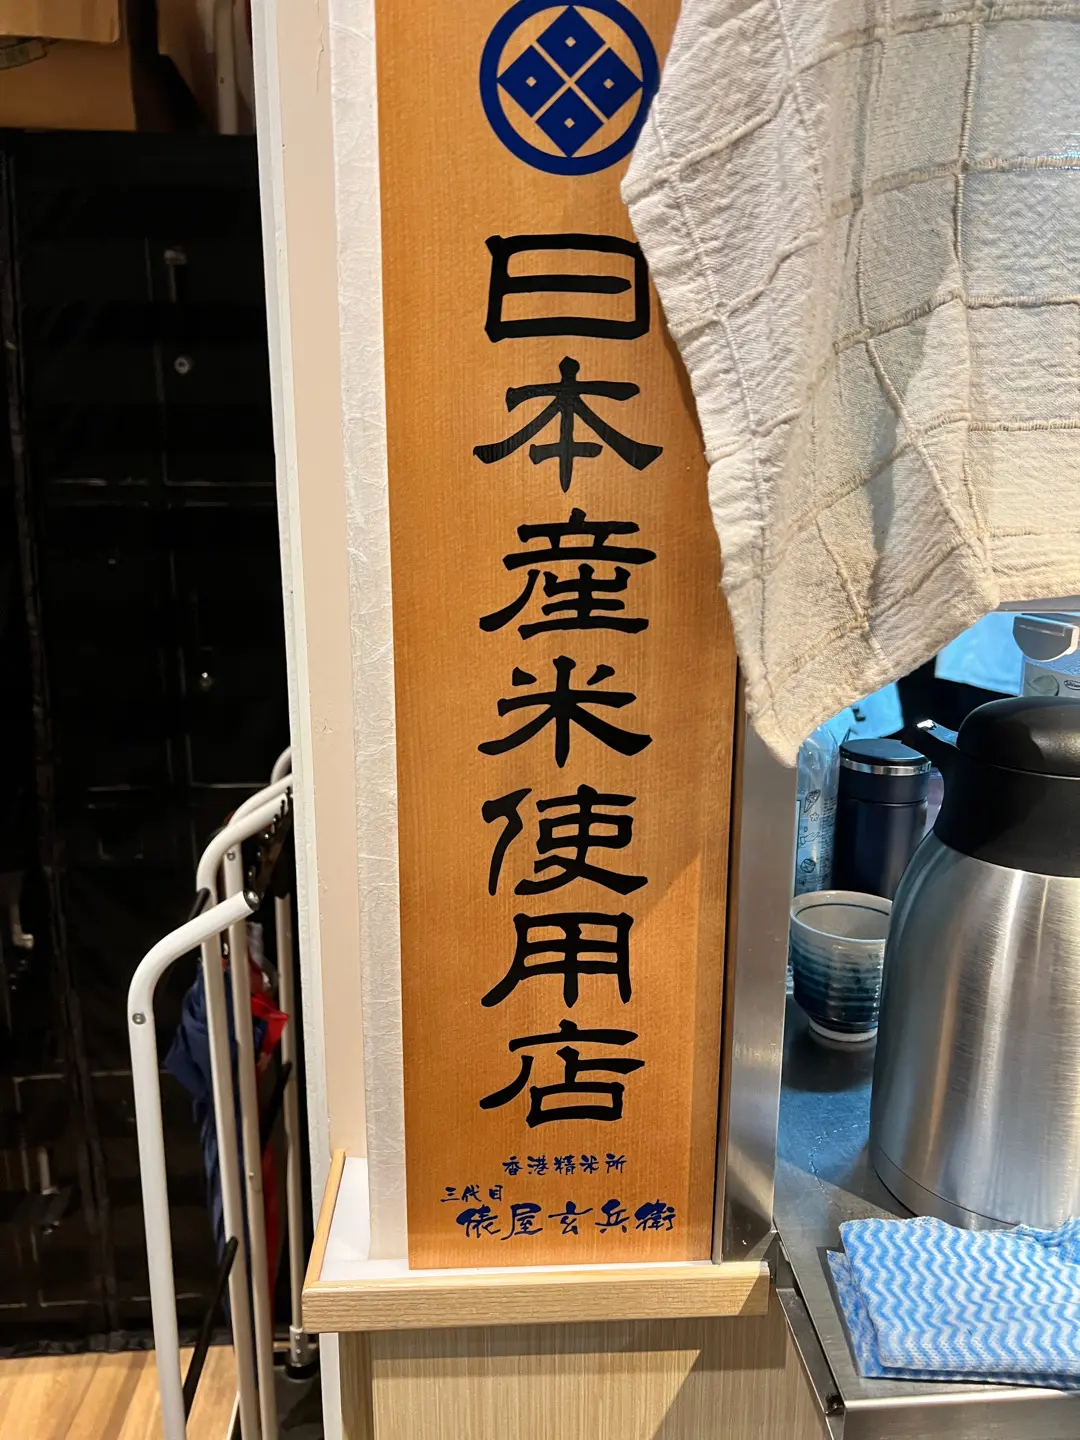 日本産米使用店
香港精米所
三代目
俵屋玄兵衛